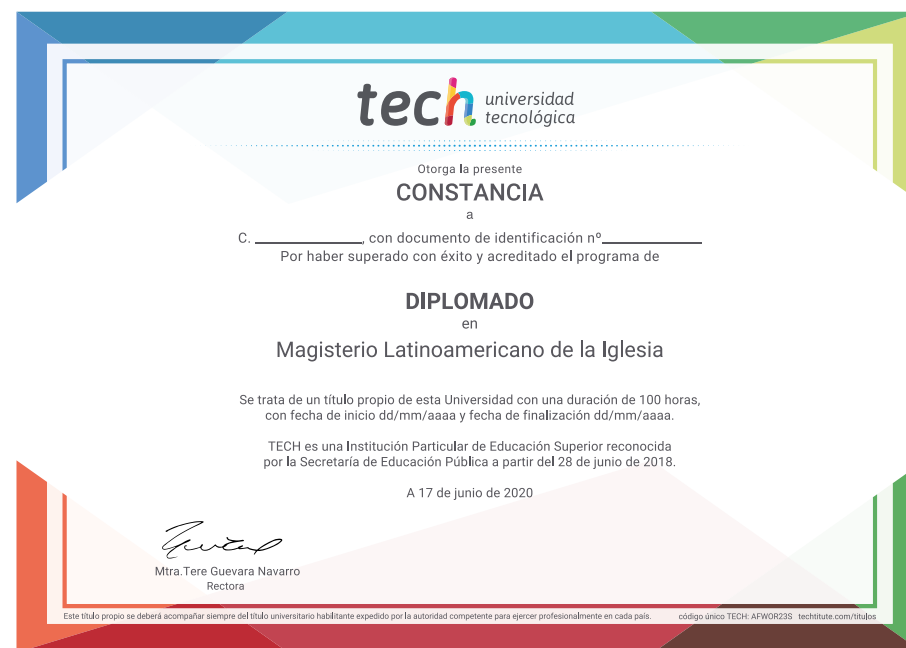 tech universidad
tecnológica
Otorga la presente
CONSTANCIA
a
C. ______________, con documento de identificación nº_____________
Por haber superado con éxito y acreditado el programa de
DIPLOMADO
en
Magisterio Latinoamericano de la Iglesia
Se trata de un título propio de esta Universidad con una duración de 100 horas,
con fecha de inicio dd/mm/aaaa y fecha de finalización dd/mm/aaaa.
TECH es una Institución Particular de Educación Superior reconocida
por la Secretaría de Educación Pública a partir del 28 de junio de 2018.
A 17 de junio de 2020
Mtra.Tere Guevara Navarro
Rectora
Este título propio se deberá acompañar siempre del título universitario habilitante expedido por la autoridad competente para ejercer profesionalmente en cada país. código único TECH: AFWOR23S techtitute.com/titulos